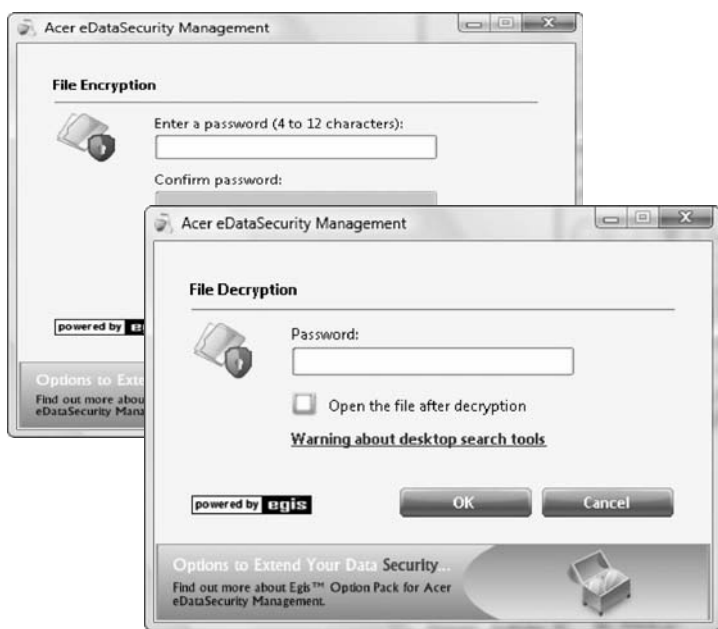 Acer eDataSecurity Management
File Encryption
Enter a password (4 to 12 characters):
Confirm password:
powered by
Options to
Find out more
eDataSecurity
Acer eDataSecurity Management
File Decryption
Password:
Open the file after decryption
Warning about desktop search tools
powered by egis
OK
Cancel
Options to Extend Your Data Security...
Find out more about Egis™ Option Pack for Acer
eDataSecurity Management.